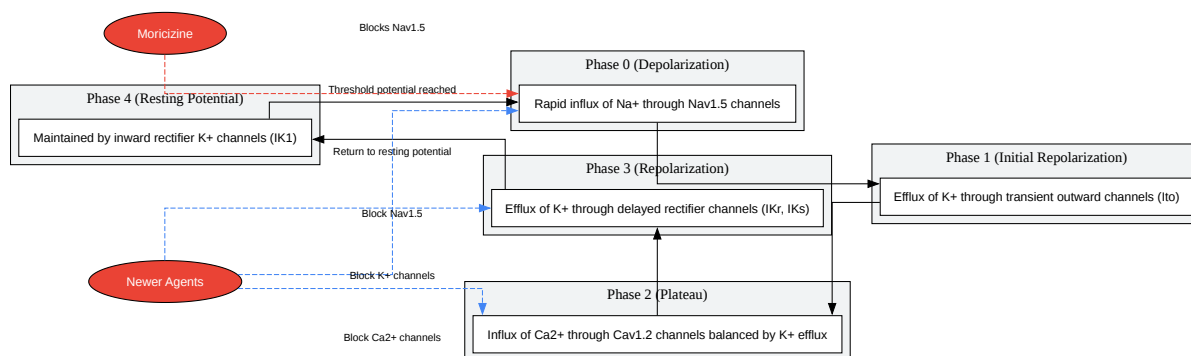 Moricizine
Blocks Nav1.5
Phase 0 (Depolarization)
Threshold potential reached
Rapid influx of Na+ through Nav1.5 channels
Phase 4 (Resting Potential)
Maintained by inward rectifier K+ channels (IK1)
Return to resting potential
Phase 1 (Initial Repolarization)
Efflux of K+ through transient outward channels (Ito)
Phase 3 (Repolarization)
Efflux of K+ through delayed rectifier channels (IKr, IKs)
Block Nav1.5
Newer Agents
Block K+ channels
Phase 2 (Plateau)
Influx of Ca2+ through Cav1.2 channels balanced by K+ efflux
Block Ca2+ channels